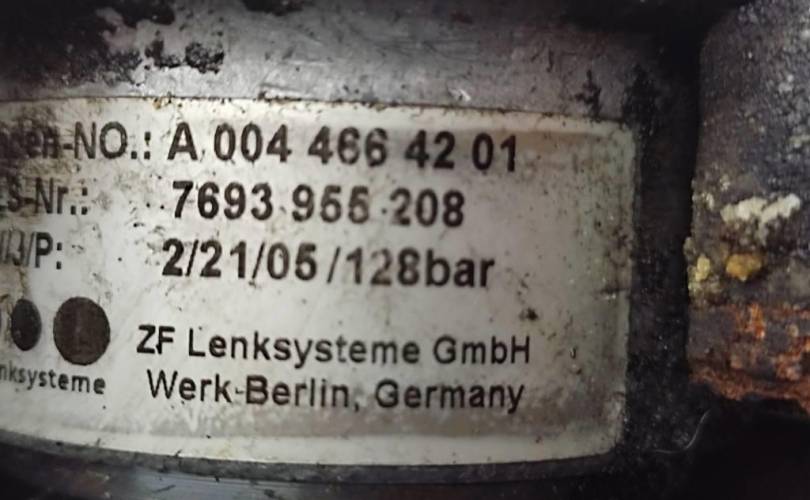 en-NO.: A 004 466 42 01
S-Nr.: 7693 955 208
/J/P: 2/21/05/128bar
ZF Lenksysteme GmbH
nksysteme Werk-Berlin, Germany